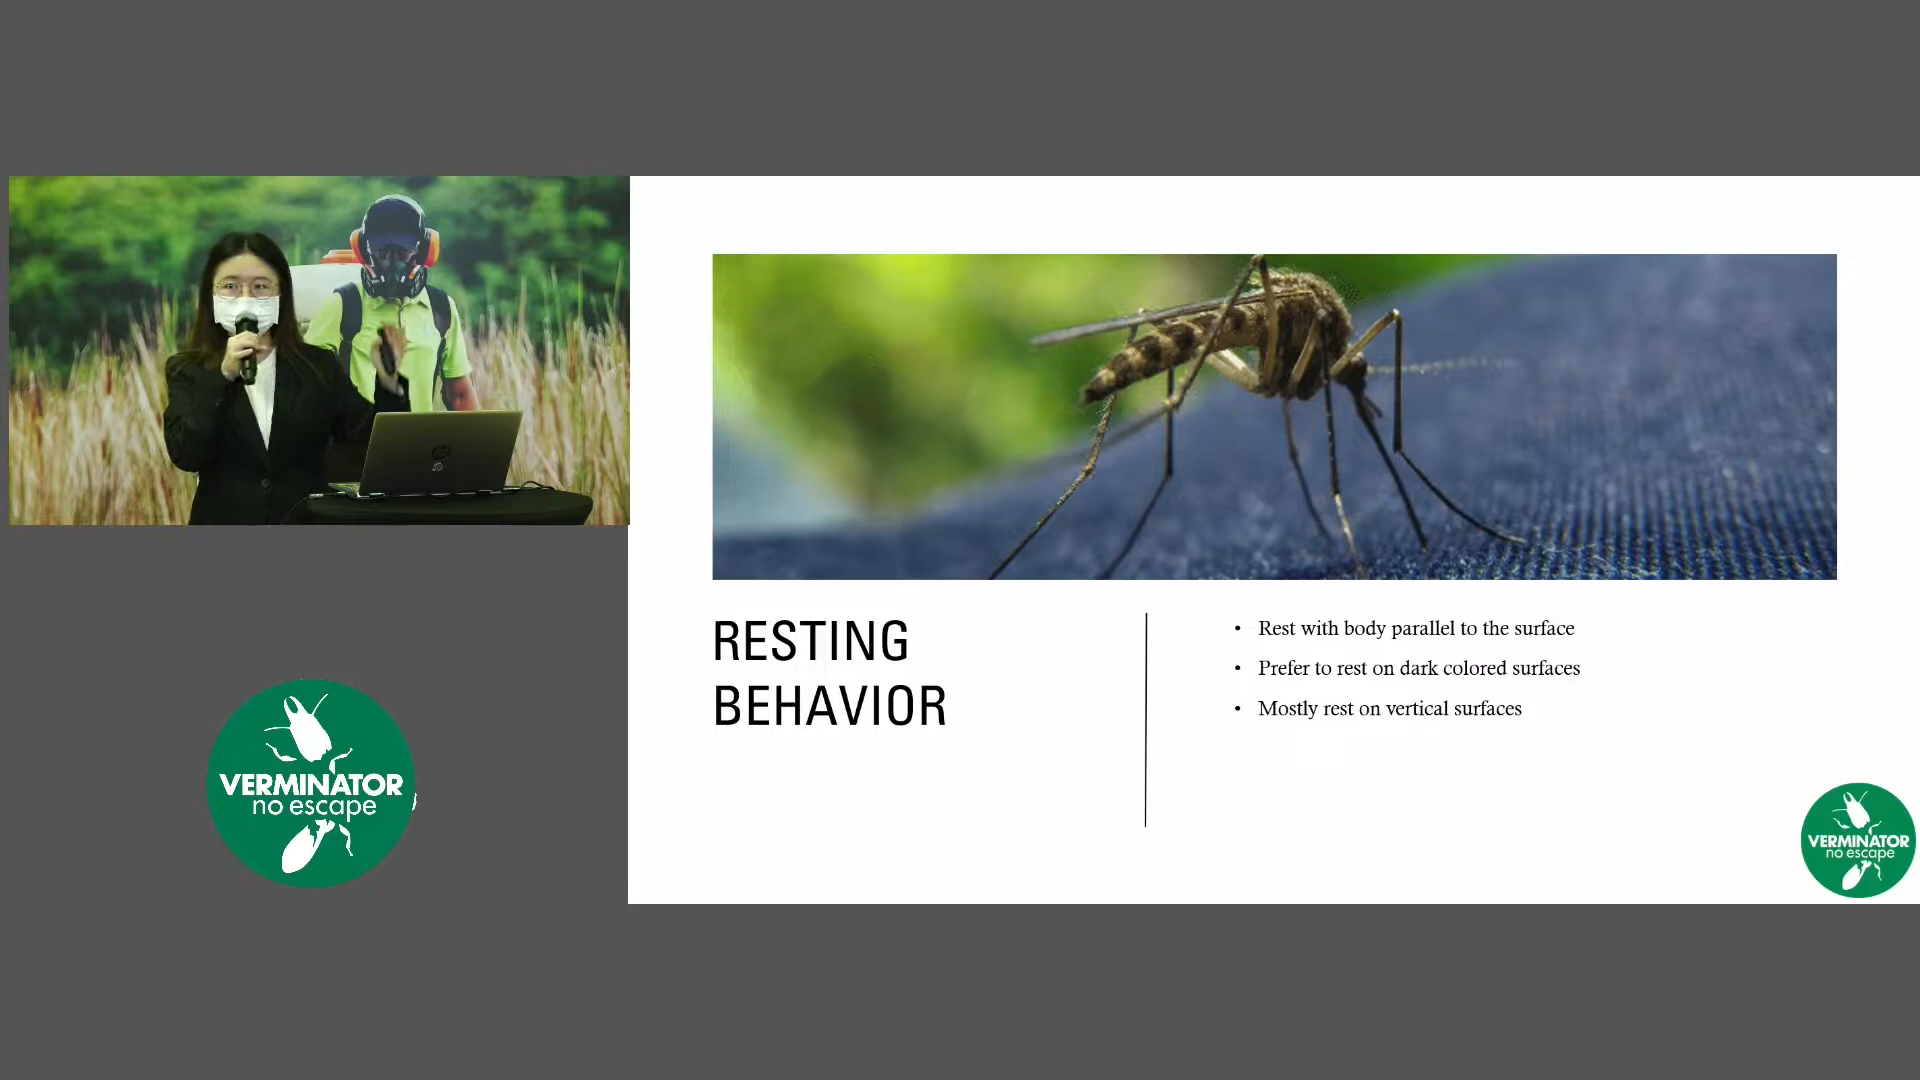 RESTING
BEHAVIOR
• Rest with body parallel to the surface
• Prefer to rest on dark colored surfaces
• Mostly rest on vertical surfaces
VERMINATOR
no escape
VERMINATOR
no escape